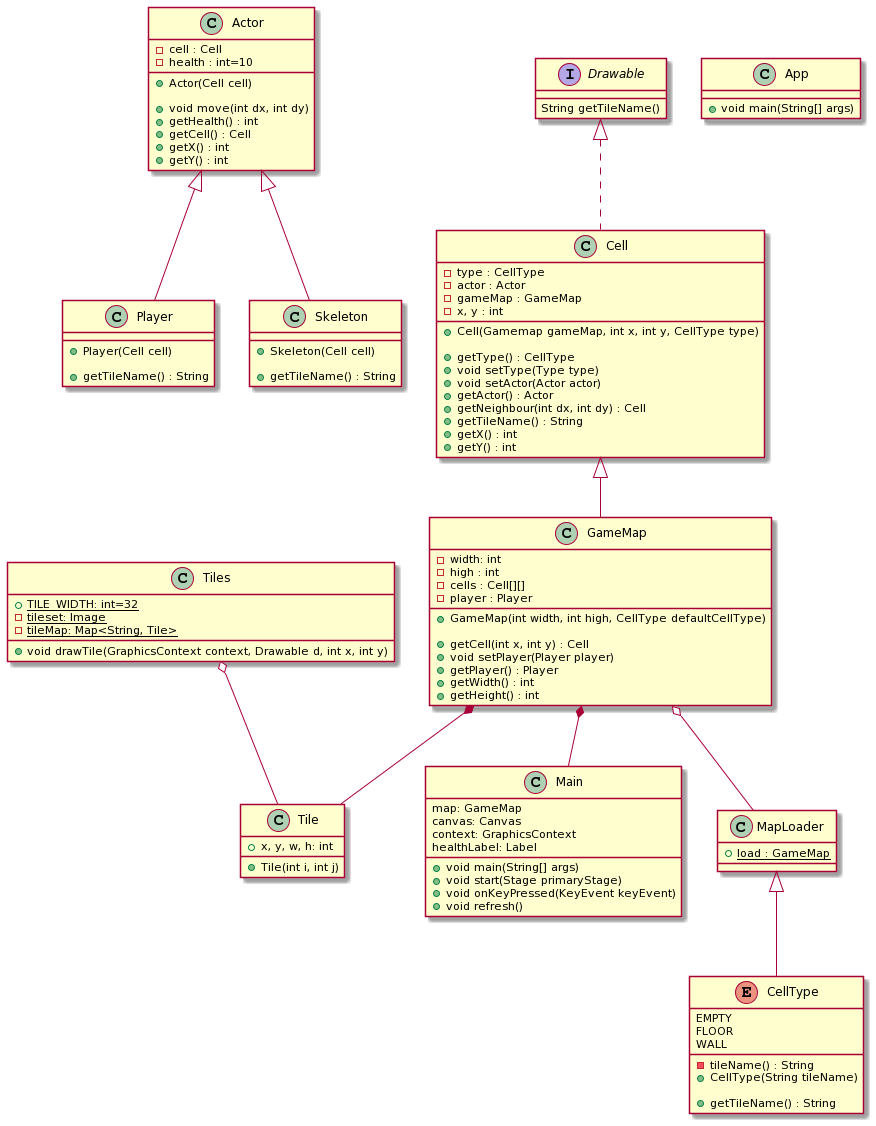 C Actor
cell : Cell
health : int=10
Actor(Cell cell)
void move(int dx, int dy)
getHealth() : int
getCell() : Cell
getX() : int
getY() : int
I Drawable
String getTileName()
C App
void main(String[] args)
C Player
Player(Cell cell)
getTileName() : String
C Skeleton
Skeleton(Cell cell)
getTileName() : String
C Cell
type : CellType
actor : Actor
gameMap : GameMap
x, y : int
Cell(Gamemap gameMap, int x, int y, CellType type)
getType() : CellType
void setType(Type type)
void setActor(Actor actor)
getActor() : Actor
getNeighbour(int dx, int dy) : Cell
getTileName() : String
getX() : int
getY() : int
C Tiles
TILE_WIDTH: int=32
tileset: Image
tileMap: Map<String, Tile>
void drawTile(GraphicsContext context, Drawable d, int x, int y)
C GameMap
width: int
high : int
cells : Cell[][]
player : Player
GameMap(int width, int high, CellType defaultCellType)
getCell(int x, int y) : Cell
void setPlayer(Player player)
getPlayer() : Player
getWidth() : int
getHeight() : int
C Tile
x, y, w, h: int
Tile(int i, int j)
C Main
map: GameMap
canvas: Canvas
context: GraphicsContext
healthLabel: Label
void main(String[] args)
void start(Stage primaryStage)
void onKeyPressed(KeyEvent keyEvent)
void refresh()
C MapLoader
load : GameMap
E CellType
EMPTY
FLOOR
WALL
tileName() : String
CellType(String tileName)
getTileName() : String